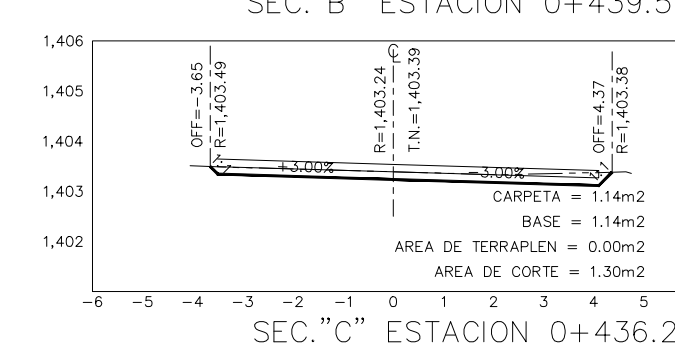 SEC."B" ESTACION 0+439.5
1,406
1,405
1,404
1,403
1,402
OFF=-3.65
R=1,403.49
R=1,403.24
T.N.=1,403.39
OFF=4.37
R=1,403.38
+3.00%
-3.00%
CARPETA = 1.14m2
BASE = 1.14m2
AREA DE TERRAPLEN = 0.00m2
AREA DE CORTE = 1.30m2
-6 -5 -4 -3 -2 -1 0 1 2 3 4 5
SEC."C" ESTACION 0+436.2